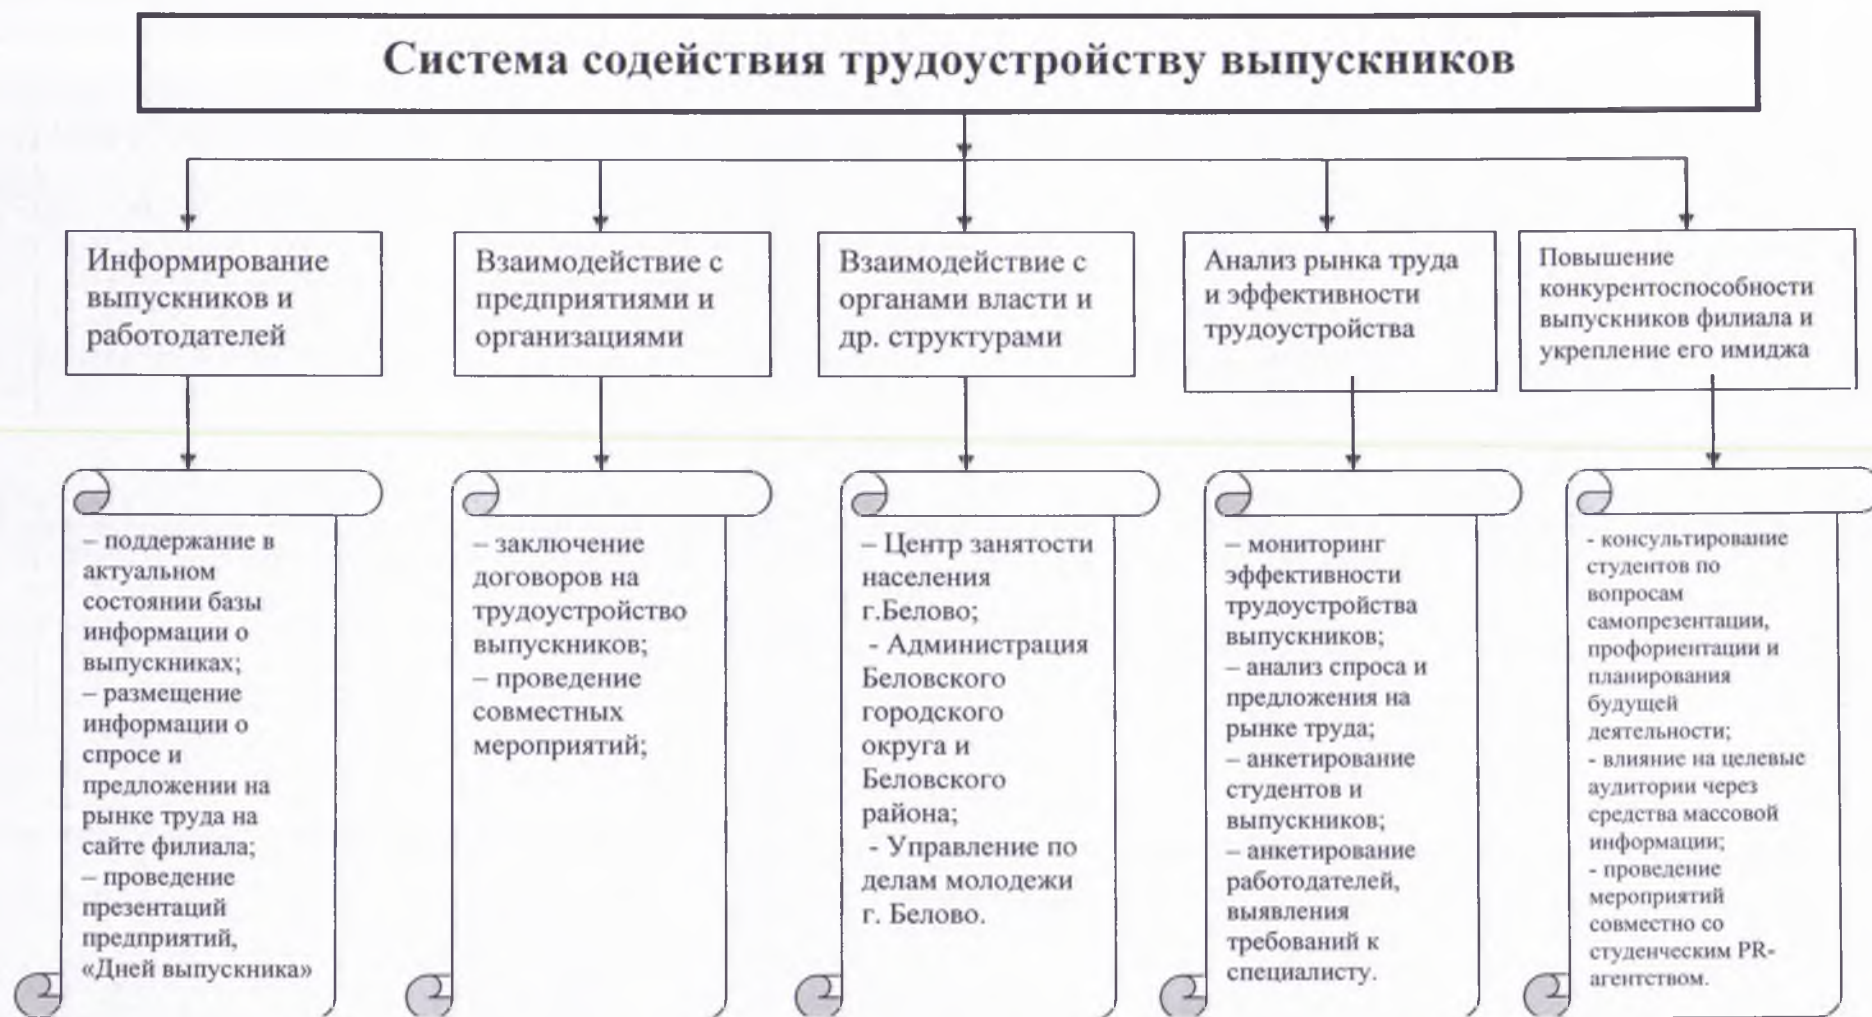 Система содействия трудоустройству выпускников
Информирование
выпускников и
работодателей
Взаимодействие с
предприятиями и
организациями
Взаимодействие с
органами власти и
др. структурами
Анализ рынка труда
и эффективности
трудоустройства
Повышение
конкурентоспособности
выпускников филиала и
укрепление его имиджа
– поддержание в
актуальном
состоянии базы
информации о
выпускниках;
– размещение
информации о
спросе и
предложении на
рынке труда на
сайте филиала;
– проведение
презентаций
предприятий,
«Дней выпускника»
– заключение
договоров на
трудоустройство
выпускников;
– проведение
совместных
мероприятий;
– Центр занятости
населения
г.Белово;
- Администрация
Беловского
городского
округа и
Беловского
района;
- Управление по
делам молодежи
г. Белово.
– мониторинг
эффективности
трудоустройства
выпускников;
– анализ спроса и
предложения на
рынке труда;
– анкетирование
студентов и
выпускников;
– анкетирование
работодателей,
выявления
требований к
специалисту.
- консультирование
студентов по
вопросам
самопрезентации,
профориентации и
планирования
будущей
деятельности;
- влияние на целевые
аудитории через
средства массовой
информации;
- проведение
мероприятий
совместно со
студенческим PR-
агентством.